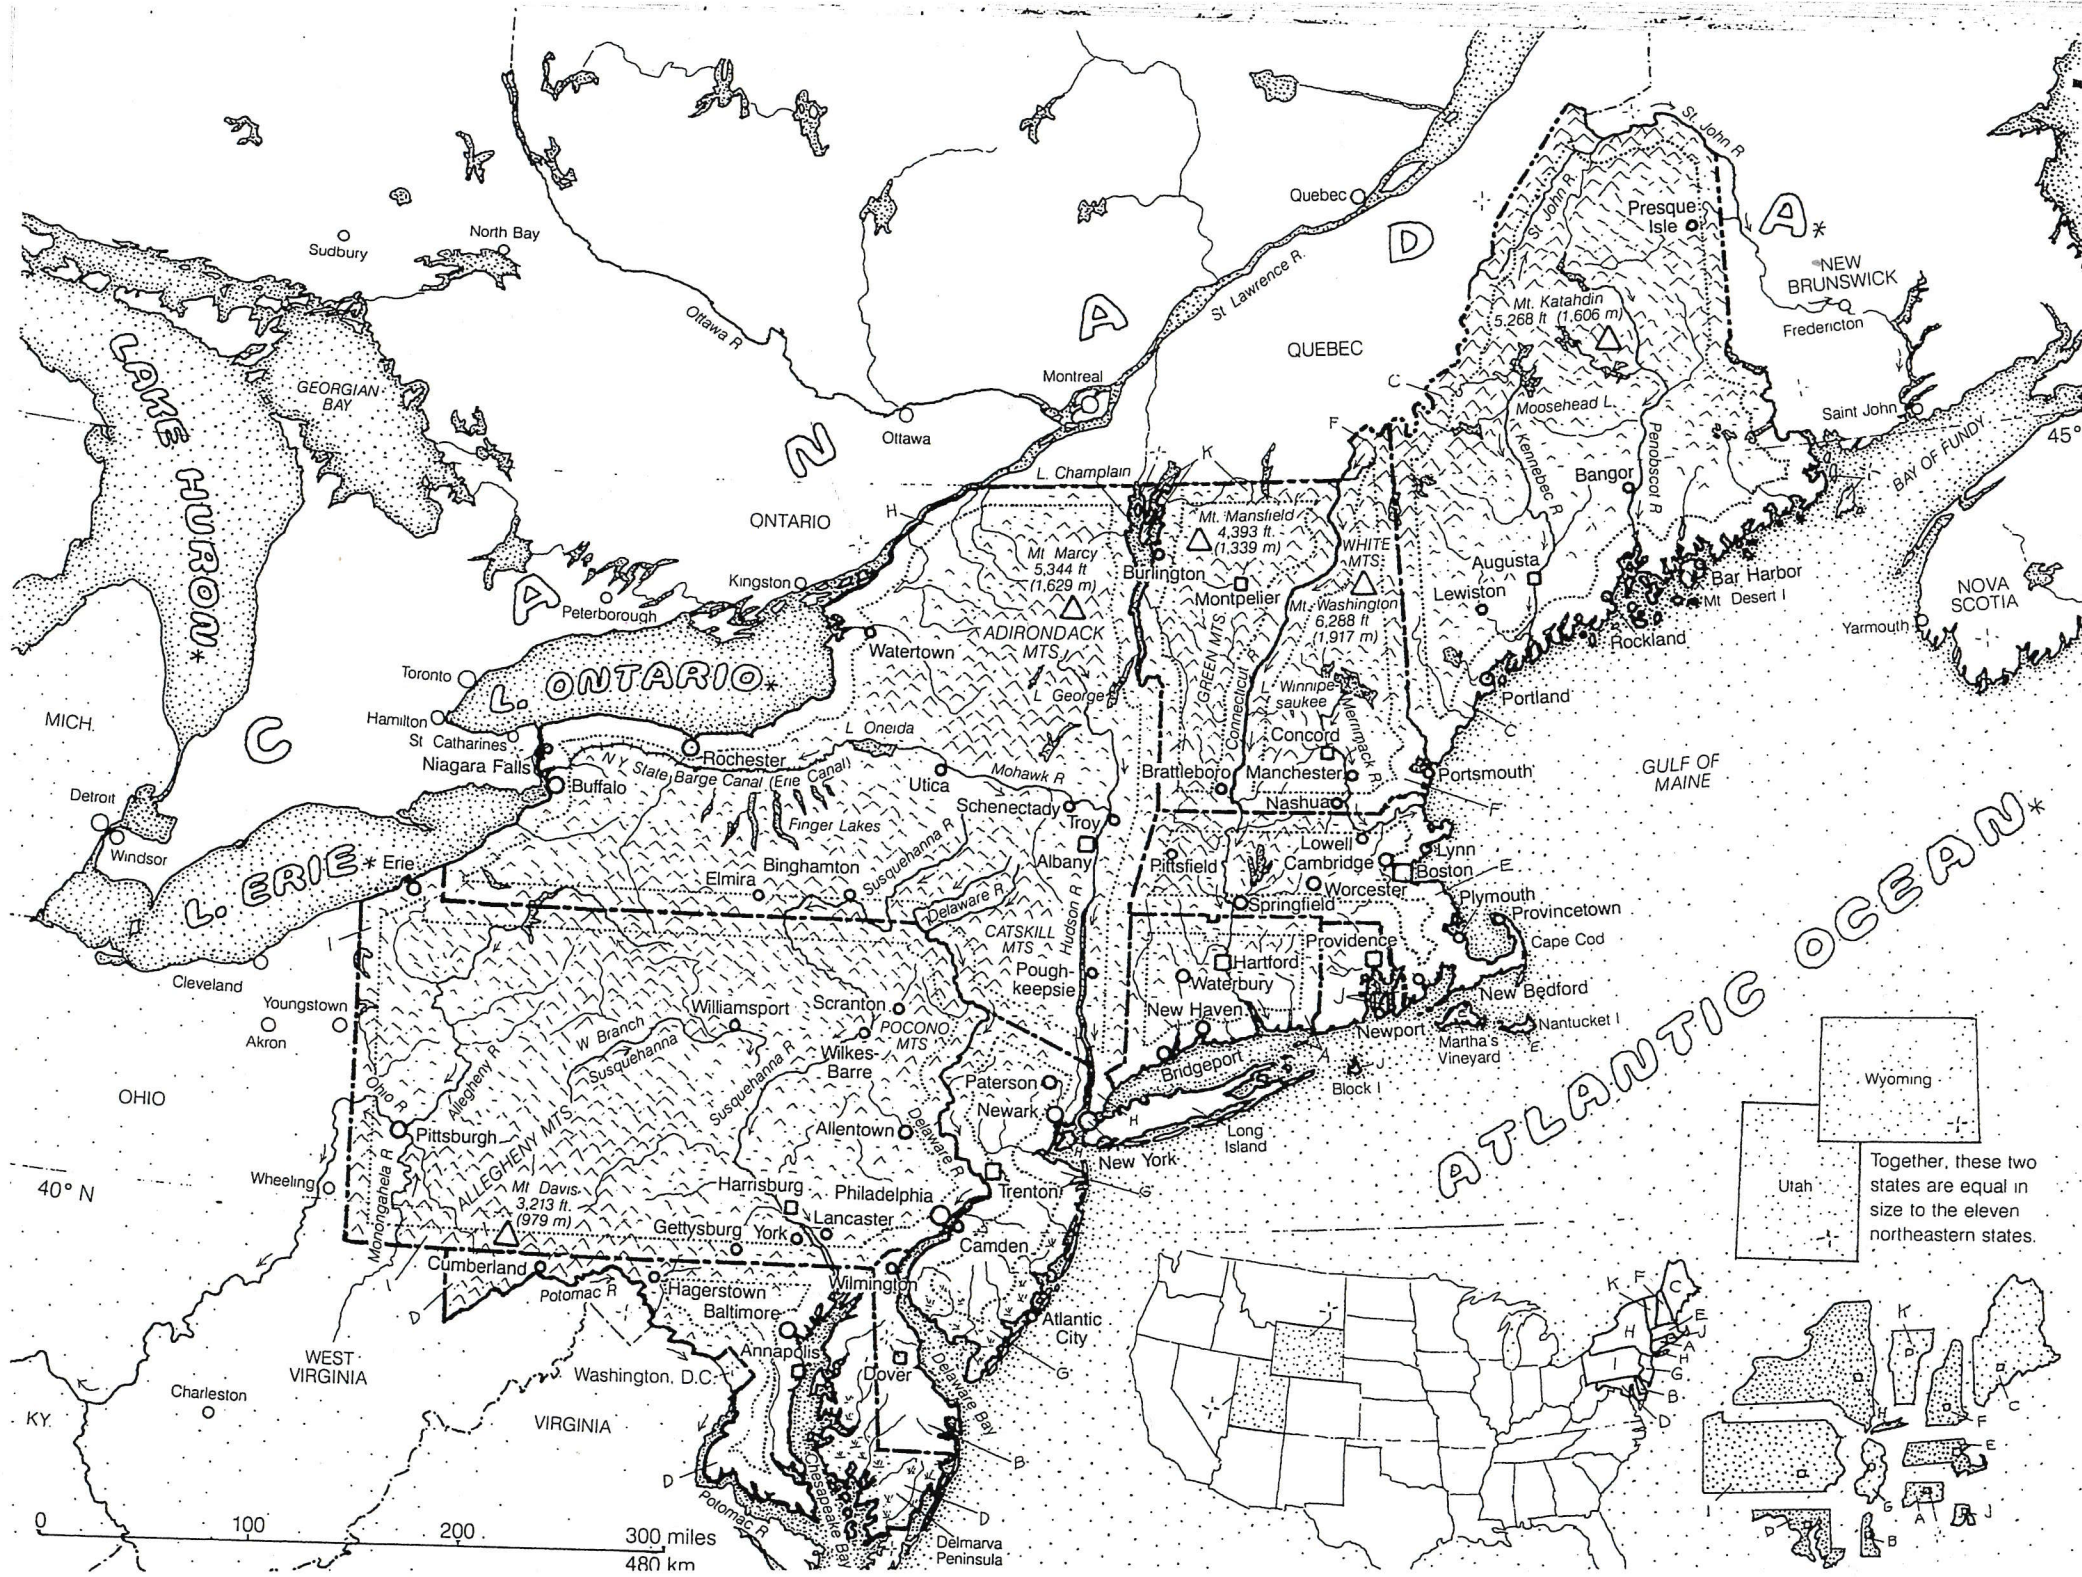 St. John R
Quebec
D
A*
St John R.
Presque
Isle
North Bay
Sudbury
NEW
BRUNSWICK
St Lawrence R.
Mt. Katahdin
5,268 ft (1,606 m)
Fredericton
A
Ottawa R
QUEBEC
LAKE HURON*
GEORGIAN
BAY
Montreal
C
Moosehead L.
Saint John
45°
Ottawa
N
F
Kennebec R
Penobscot R
BAY OF FUNDY
L. Champlain
K
Bangor
H
ONTARIO
Mt. Mansfield
4,393 ft.
(1,339 m)
Mt Marcy
5,344 ft
(1,629 m)
WHITE
MTS.
Augusta
Bar Harbor
Mt Desert I
Burlington
Montpelier
Kingston
A
Peterborough
Lewiston
NOVA
SCOTIA
Mt. Washington
6,288 ft
(1,917 m)
Yarmouth
Rockland
ADIRONDACK
MTS.
Watertown
GREEN MTS.
Connecticut R
Toronto
L. ONTARIO*
L George
L Winnipe-
saukee
Merrimack R.
Portland
MICH.
Hamilton
C
C
St Catharines
L Oneida
Concord
Niagara Falls
Rochester
N.Y. State Barge Canal (Erie Canal)
Mohawk R
Brattleboro
Manchester
Portsmouth
GULF OF
MAINE
Buffalo
Utica
Detroit
Schenectady
Troy
Nashua
F
Finger Lakes
Windsor
Lowell
Lynn
Albany
Pittsfield
Cambridge
Boston
E
L. ERIE*
Erie
Binghamton
Elmira
Susquehanna R
Worcester
Plymouth
Springfield
Delaware R.
Provincetown
Cape Cod
CATSKILL
MTS
Hudson R
Providence
I
ATLANTIC OCEAN*
Hartford
Cleveland
Pough-
keepsie
Waterbury
J
New Bedford
Youngstown
Williamsport
Scranton
New Haven
Newport
E
Nantucket I
E
Akron
W Branch
Susquehanna
POCONO
MTS
Martha's
Vineyard
Wilkes-
Barre
A
Bridgeport
J
Block I
Allegheny R
Ohio R
Susquehanna R
Paterson
OHIO
Newark
H
Long
Island
Wyoming
Pittsburgh
Allentown
Delaware R
New York
ALLEGHENY MTS.
Wheeling
40° N
Monongahela R
Mt Davis
3,213 ft.
(979 m)
Harrisburg
Philadelphia
Trenton
G
Utah
Together, these two
states are equal in
size to the eleven
northeastern states.
Gettysburg
York
Lancaster
Camden
Cumberland
I
D
Potomac R
Hagerstown
Baltimore
Wilmington
Atlantic
City
Annapolis
Washington, D.C.
Dover
Delaware Bay
G
WEST
VIRGINIA
Charleston
KY.
VIRGINIA
D
B
D
Chesapeake Bay
Potomac R
Delmarva
Peninsula
0 100 200 300 miles
480 km
K F C
E
J
A
H
H
I
G
B
D
K
H
F
C
I
E
G
A
J
D
B